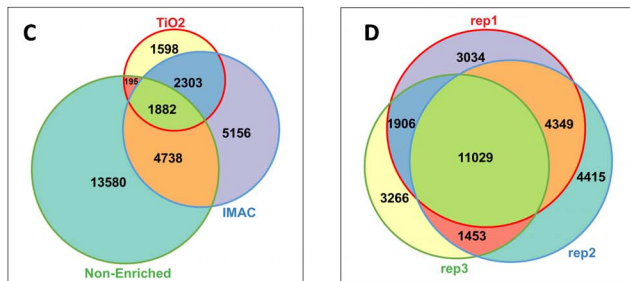 C
TiO2
1598
195
2303
1882
5156
4738
13580
IMAC
Non-Enriched
D
rep1
3034
1906
4349
11029
3266
4415
1453
rep2
rep3